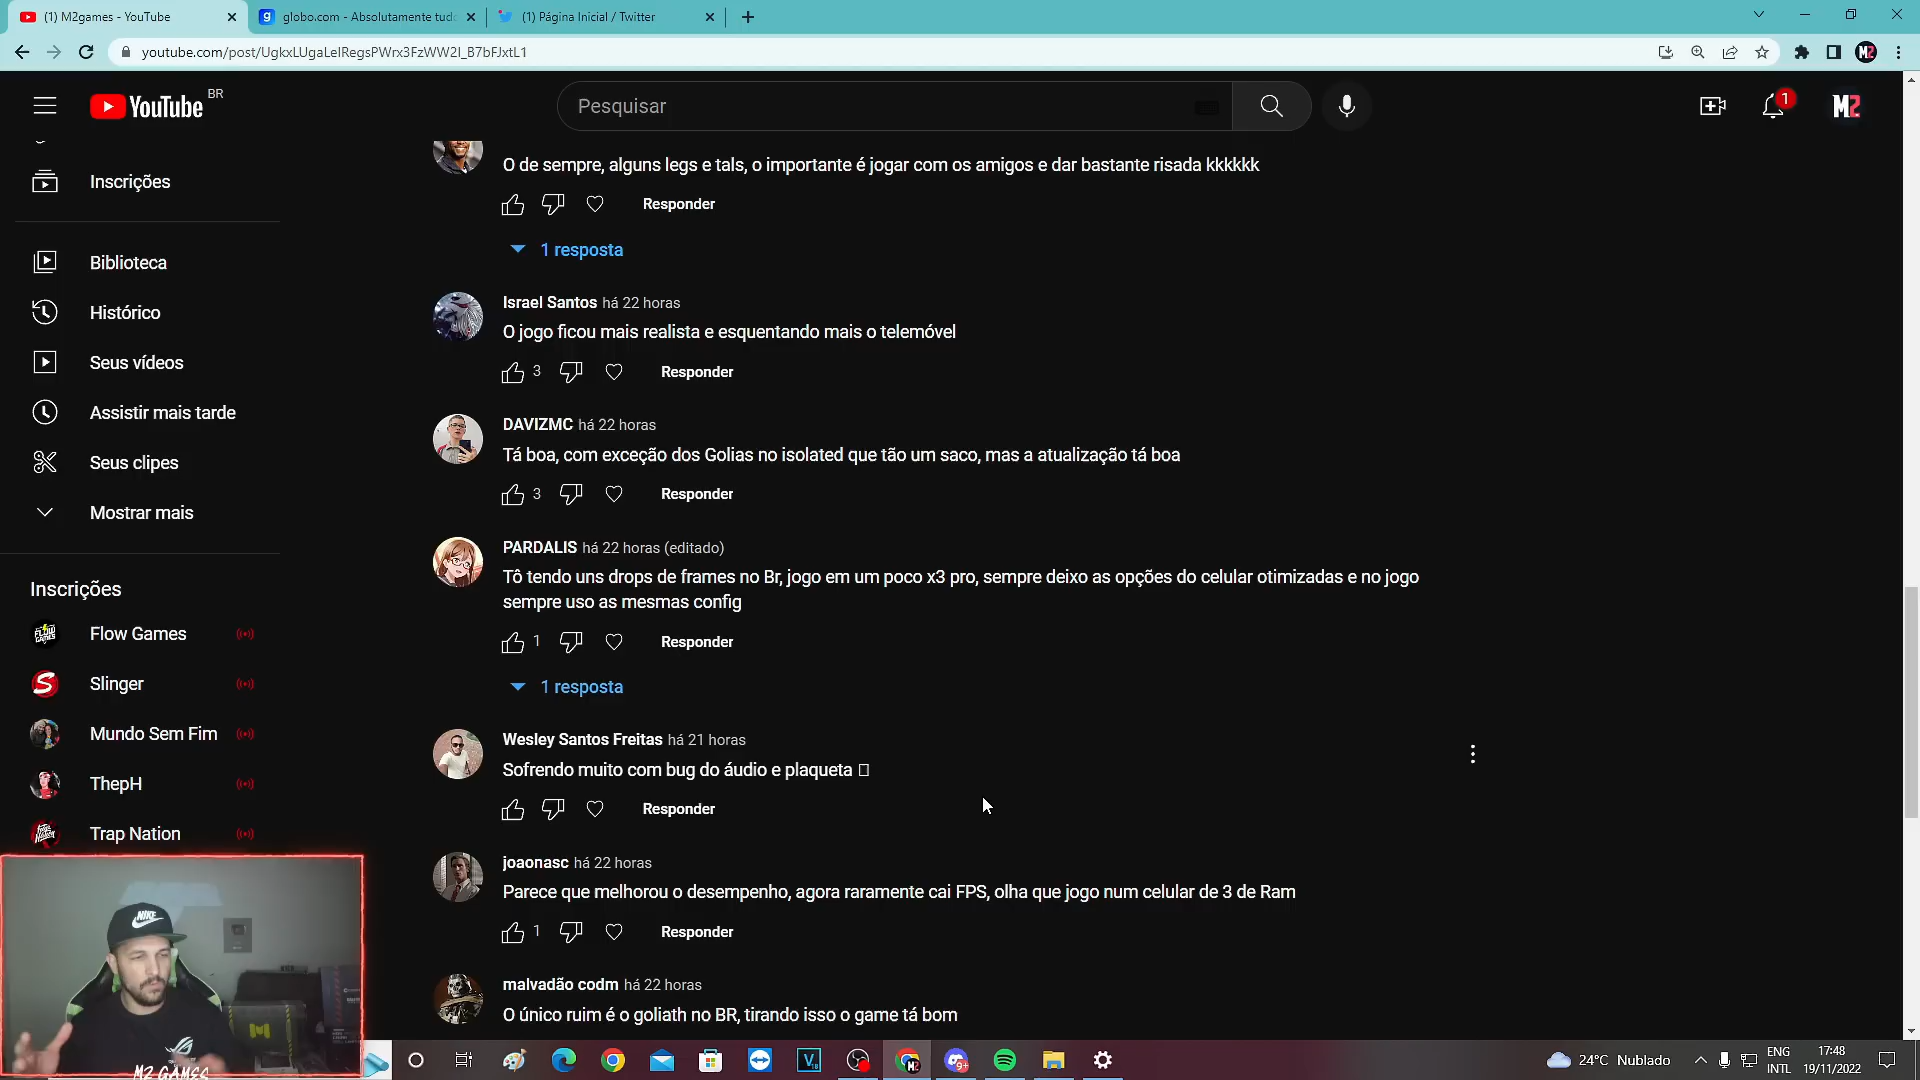 (1) M2games - YouTube
globo.com - Absolutamente tud
(1) Página Inicial / Twitter
youtube.com/post/UgkxLUgaLeIRegsPWrx3FzWW2I_B7bFJxtL1
M2
YouTube BR
Pesquisar
1
M2
O de sempre, alguns legs e tals, o importante é jogar com os amigos e dar bastante risada kkkkkk
Responder
1 resposta
Israel Santos há 22 horas
O jogo ficou mais realista e esquentando mais o telemóvel
3 Responder
DAVIZMC há 22 horas
Tá boa, com exceção dos Golias no isolated que tão um saco, mas a atualização tá boa
3 Responder
PARDALIS há 22 horas (editado)
Tô tendo uns drops de frames no Br, jogo em um poco x3 pro, sempre deixo as opções do celular otimizadas e no jogo
sempre uso as mesmas config
1 Responder
1 resposta
Wesley Santos Freitas há 21 horas
Sofrendo muito com bug do áudio e plaqueta
Responder
joaonasc há 22 horas
Parece que melhorou o desempenho, agora raramente cai FPS, olha que jogo num celular de 3 de Ram
1 Responder
malvadão codm há 22 horas
O único ruim é o goliath no BR, tirando isso o game tá bom
Inscrições
Biblioteca
Histórico
Seus vídeos
Assistir mais tarde
Seus clipes
Mostrar mais
Inscrições
Flow Games
Slinger
Mundo Sem Fim
ThepH
Trap Nation
NIKE
M2 GAMES
24°C Nublado
ENG
INTL
17:48
19/11/2022